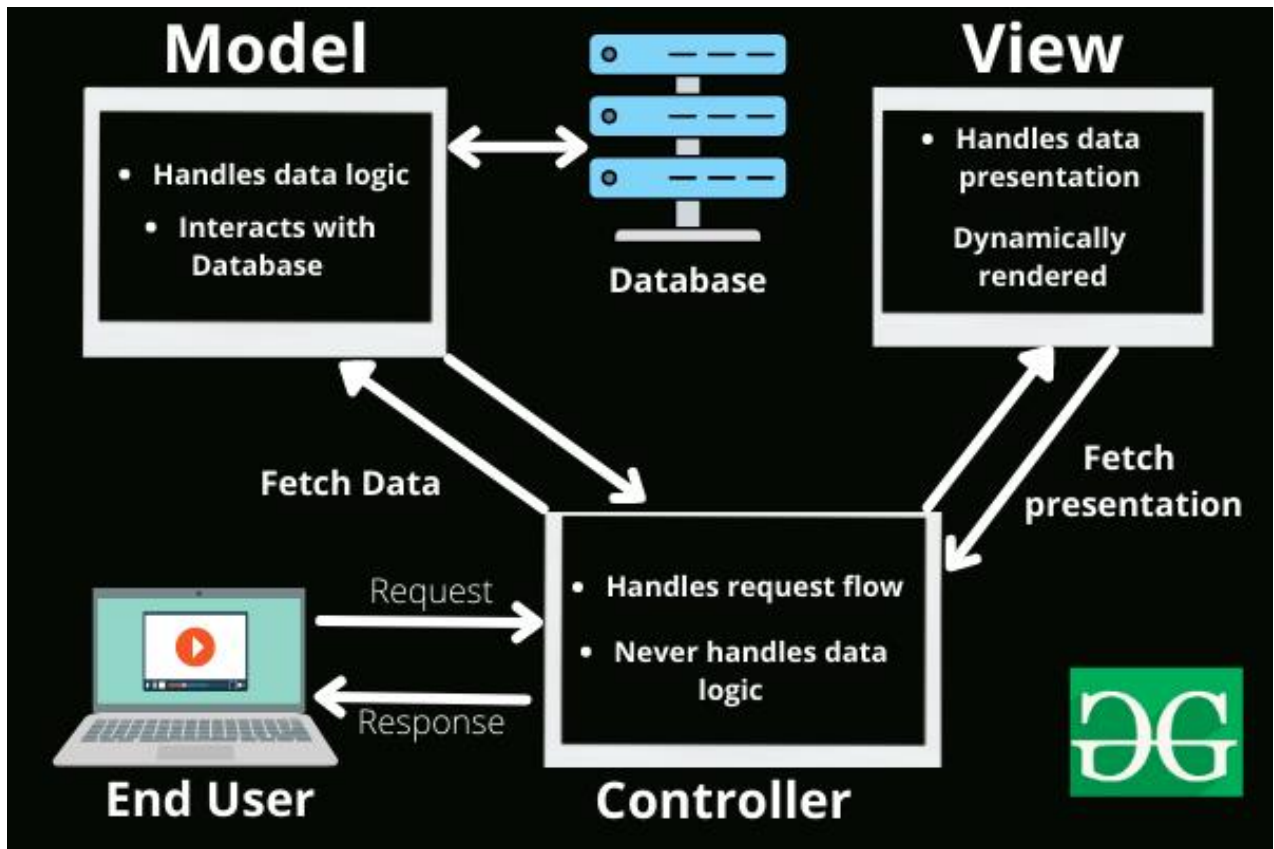 Model
View
• Handles data logic
• Interacts with
Database
Database
• Handles data
presentation
Dynamically
rendered
Fetch Data
Fetch
presentation
Request
Response
• Handles request flow
• Never handles data
logic
End User
Controller
GG